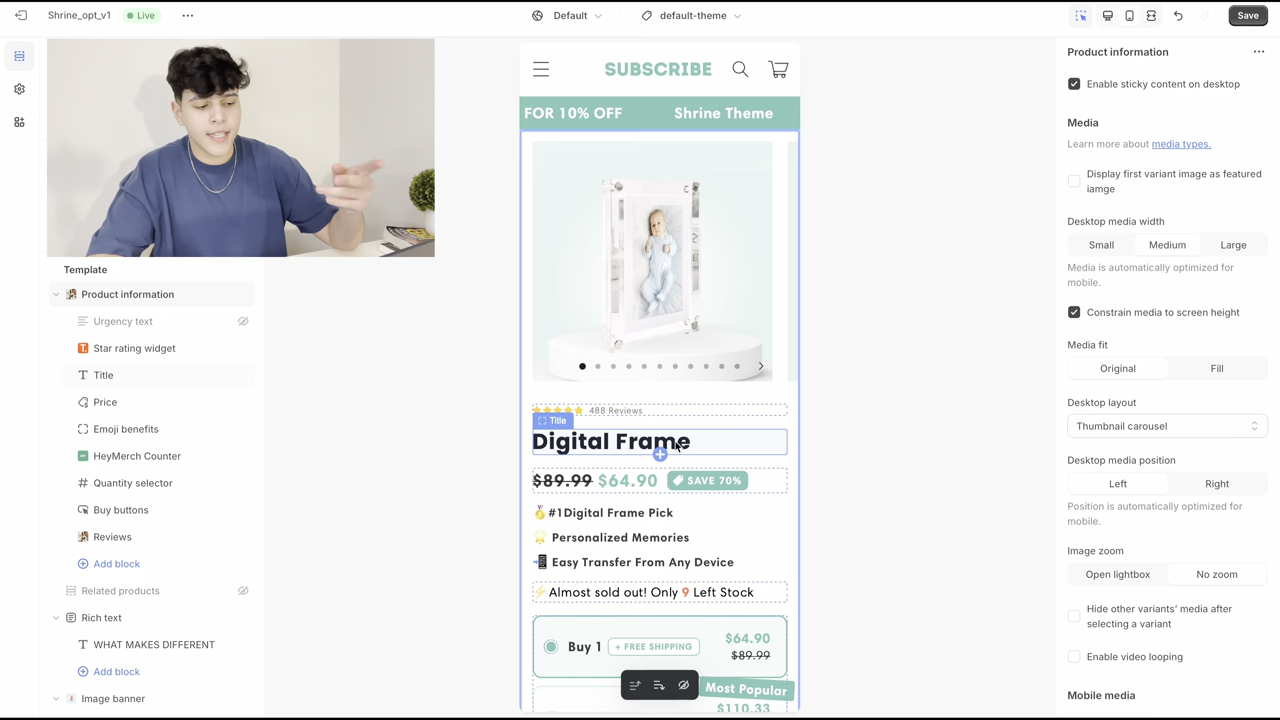 Shrine_opt_v1
Live
Default
default-theme
Save
Template
Product information
Urgency text
Star rating widget
Title
Price
Emoji benefits
HeyMerch Counter
Quantity selector
Buy buttons
Reviews
Add block
Related products
Rich text
WHAT MAKES DIFFERENT
Add block
Image banner
SUBSCRIBE
FOR 10% OFF Shrine Theme
488 Reviews
Title
Digital Frame
$89.99 $64.90 SAVE 70%
#1Digital Frame Pick
Personalized Memories
Easy Transfer From Any Device
Almost sold out! Only 9 Left Stock
Buy 1 + FREE SHIPPING $64.90
$89.99
Most Popular
$110.33
Product information
Enable sticky content on desktop
Media
Learn more about media types.
Display first variant image as featured
iamge
Desktop media width
Small Medium Large
Media is automatically optimized for
mobile.
Constrain media to screen height
Media fit
Original Fill
Desktop layout
Thumbnail carousel
Desktop media position
Left Right
Position is automatically optimized for
mobile.
Image zoom
Open lightbox No zoom
Hide other variants' media after
selecting a variant
Enable video looping
Mobile media